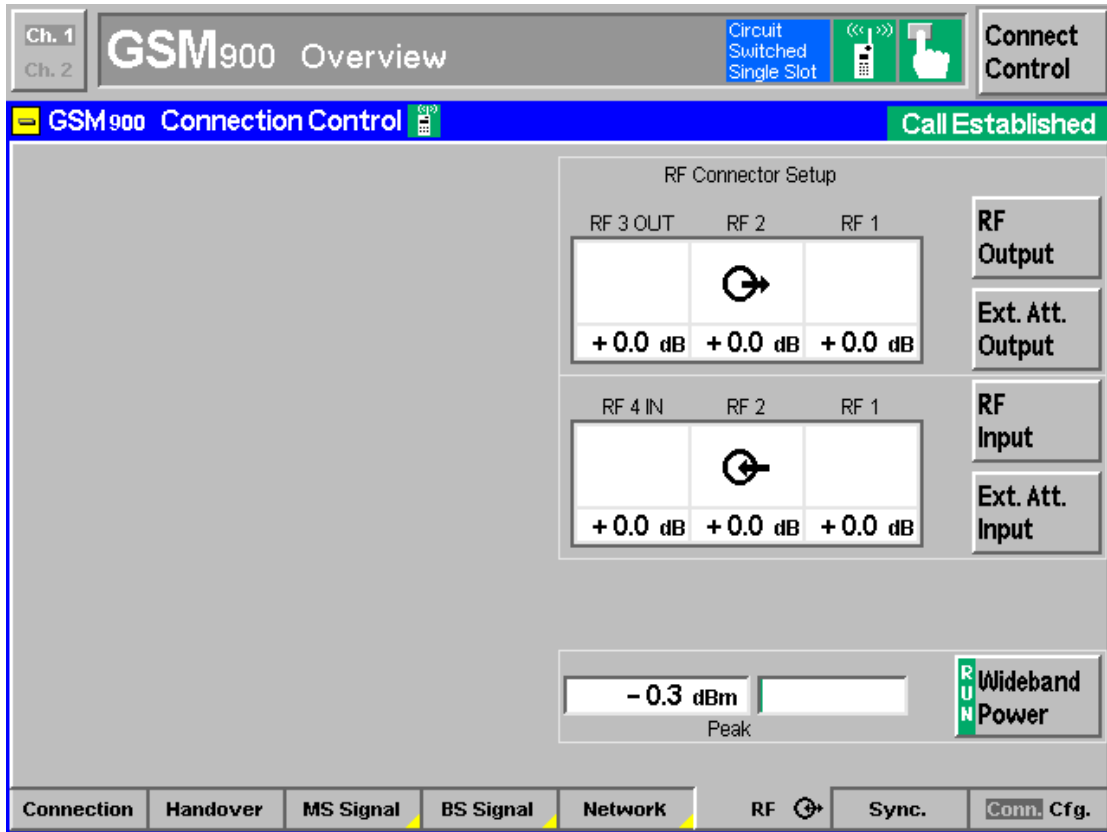 Ch. 1
Ch. 2
GSM900 Overview
Circuit
Switched
Single Slot
Connect
Control
GSM 900 Connection Control
Call Established
RF Connector Setup
RF 3 OUT RF 2 RF 1
+ 0.0 dB + 0.0 dB + 0.0 dB
RF
Output
Ext. Att.
Output
RF 4 IN RF 2 RF 1
+ 0.0 dB + 0.0 dB + 0.0 dB
RF
Input
Ext. Att.
Input
- 0.3 dBm
Peak
RUN
Wideband
Power
Connection Handover MS Signal BS Signal Network RF Sync. Conn. Cfg.